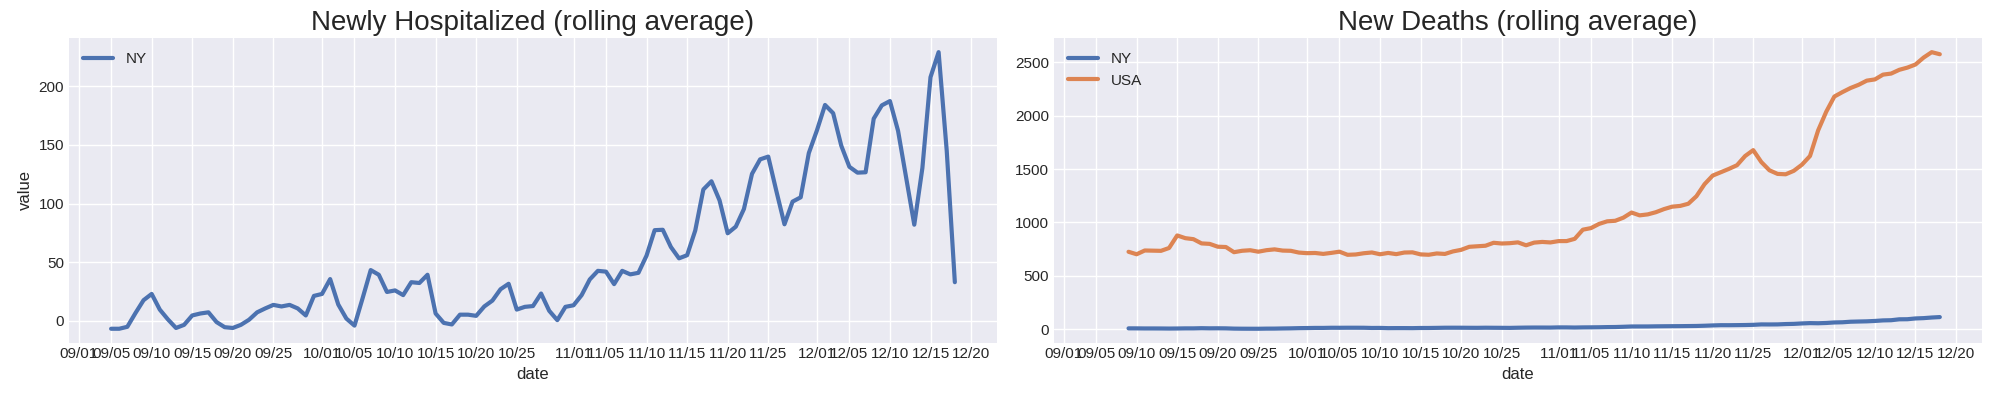 Newly Hospitalized (rolling average)
NY
200
150
100
50
0
value
09/01 09/05 09/10 09/15 09/20 09/25 10/01 10/05 10/10 10/15 10/20 10/25 11/01 11/05 11/10 11/15 11/20 11/25 12/01 12/05 12/10 12/15 12/20
date
New Deaths (rolling average)
NY
USA
2500
2000
1500
1000
500
0
09/01 09/05 09/10 09/15 09/20 09/25 10/01 10/05 10/10 10/15 10/20 10/25 11/01 11/05 11/10 11/15 11/20 11/25 12/01 12/05 12/10 12/15 12/20
date